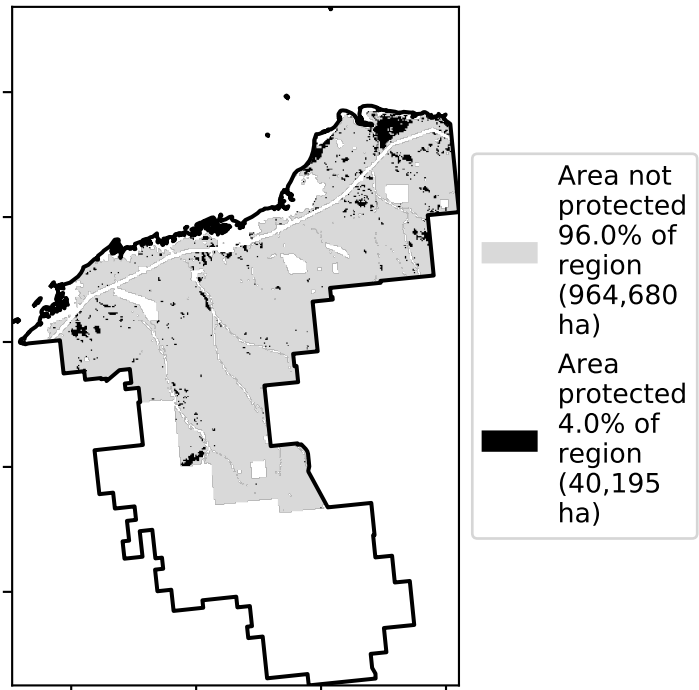 Area not
protected
96.0% of
region
(964,680
ha)
Area
protected
4.0% of
region
(40,195
ha)